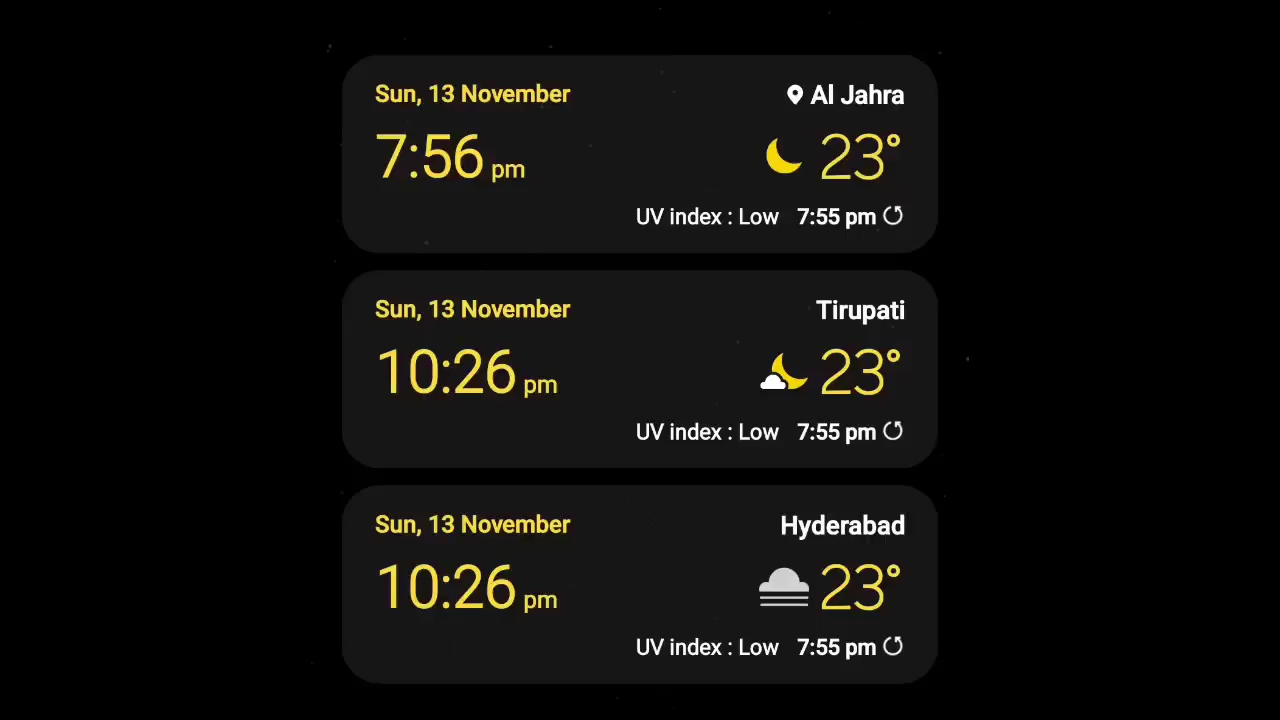 Sun, 13 November
Al Jahra
7:56 pm
23°
UV index : Low 7:55 pm
Sun, 13 November
Tirupati
10:26 pm
23°
UV index : Low 7:55 pm
Sun, 13 November
Hyderabad
10:26 pm
23°
UV index : Low 7:55 pm